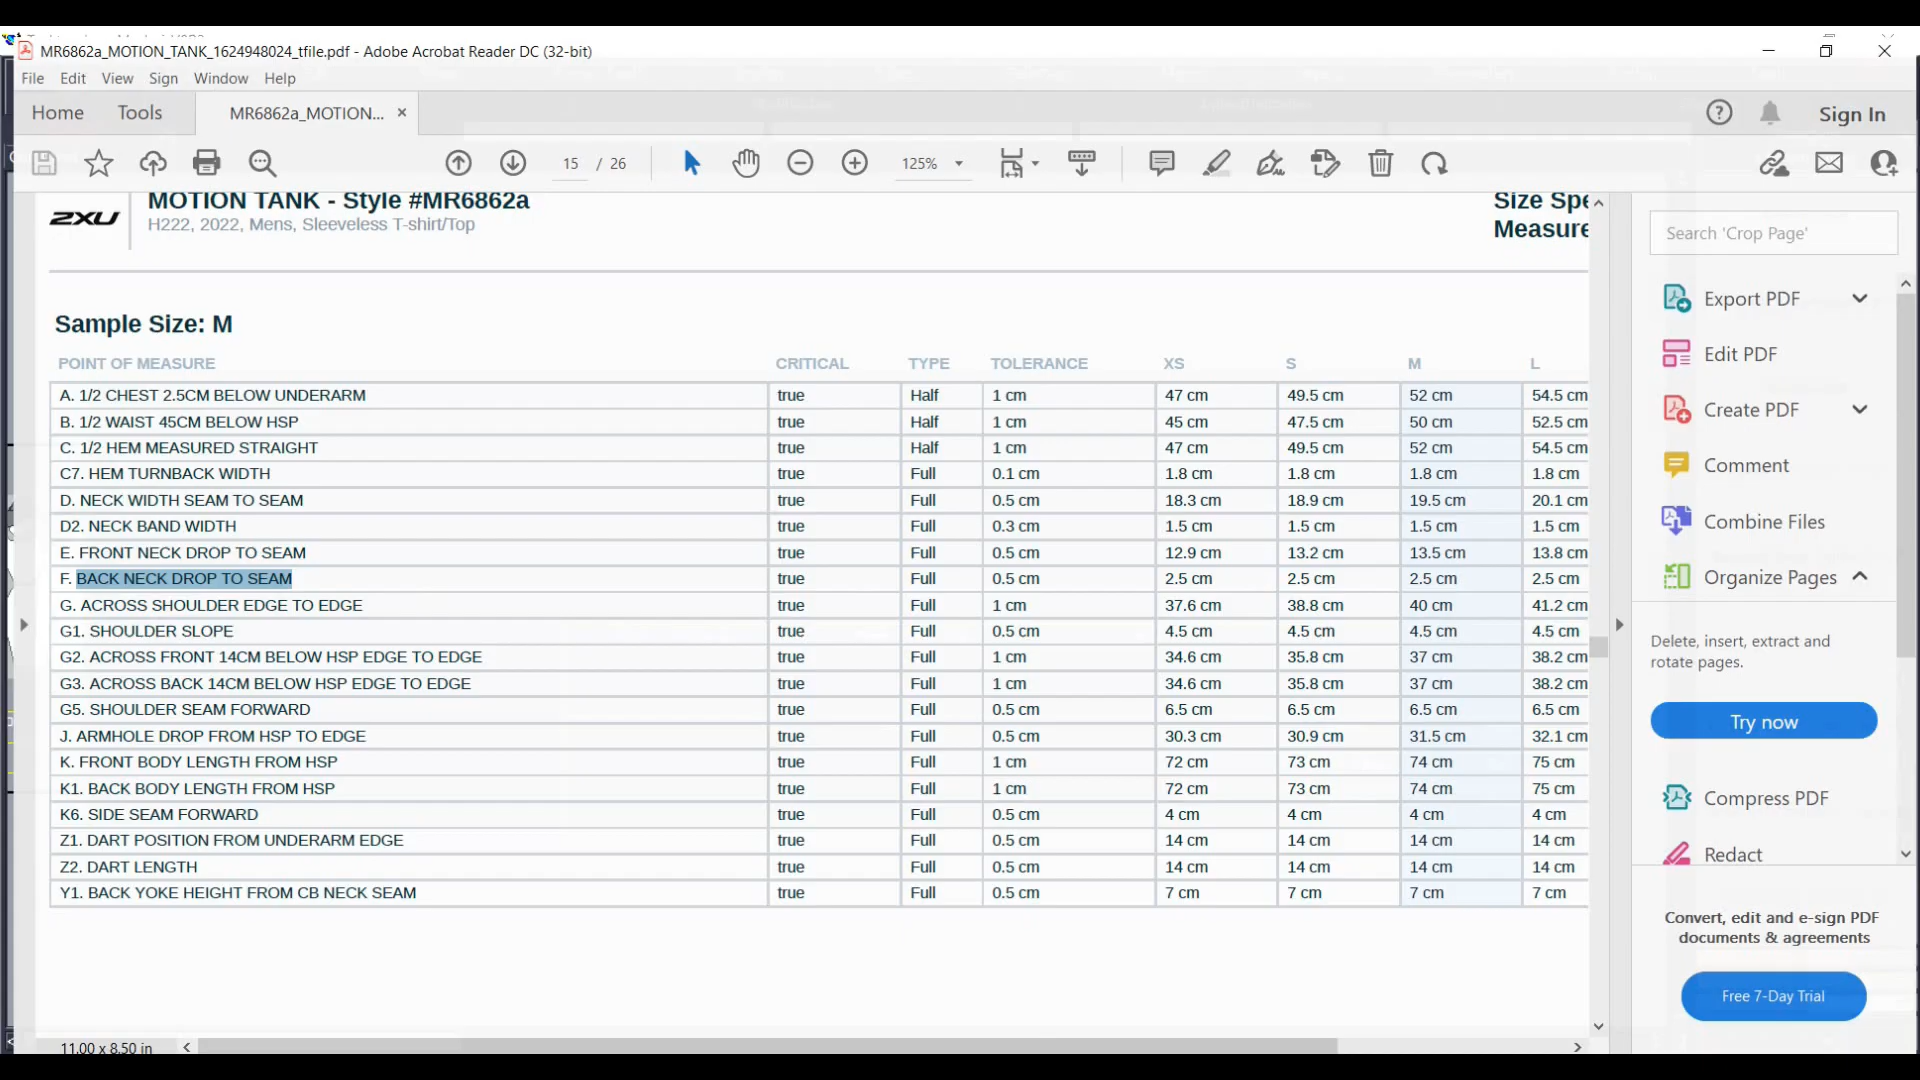 MR6862a_MOTION_TANK_1624948024_tfile.pdf - Adobe Acrobat Reader DC (32-bit)
File Edit View Sign Window Help
Home Tools MR6862a_MOTION... × Sign In
15 / 26 125%
2XU
MOTION TANK - Style #MR6862a
H222, 2022, Mens, Sleeveless T-shirt/Top
Size Spe
Measure
Sample Size: M
POINT OF MEASURE CRITICAL TYPE TOLERANCE XS S M L
A. 1/2 CHEST 2.5CM BELOW UNDERARM true Half 1 cm 47 cm 49.5 cm 52 cm 54.5 cm
B. 1/2 WAIST 45CM BELOW HSP true Half 1 cm 45 cm 47.5 cm 50 cm 52.5 cm
C. 1/2 HEM MEASURED STRAIGHT true Half 1 cm 47 cm 49.5 cm 52 cm 54.5 cm
C7. HEM TURNBACK WIDTH true Full 0.1 cm 1.8 cm 1.8 cm 1.8 cm 1.8 cm
D. NECK WIDTH SEAM TO SEAM true Full 0.5 cm 18.3 cm 18.9 cm 19.5 cm 20.1 cm
D2. NECK BAND WIDTH true Full 0.3 cm 1.5 cm 1.5 cm 1.5 cm 1.5 cm
E. FRONT NECK DROP TO SEAM true Full 0.5 cm 12.9 cm 13.2 cm 13.5 cm 13.8 cm
F. BACK NECK DROP TO SEAM true Full 0.5 cm 2.5 cm 2.5 cm 2.5 cm 2.5 cm
G. ACROSS SHOULDER EDGE TO EDGE true Full 1 cm 37.6 cm 38.8 cm 40 cm 41.2 cm
G1. SHOULDER SLOPE true Full 0.5 cm 4.5 cm 4.5 cm 4.5 cm 4.5 cm
G2. ACROSS FRONT 14CM BELOW HSP EDGE TO EDGE true Full 1 cm 34.6 cm 35.8 cm 37 cm 38.2 cm
G3. ACROSS BACK 14CM BELOW HSP EDGE TO EDGE true Full 1 cm 34.6 cm 35.8 cm 37 cm 38.2 cm
G5. SHOULDER SEAM FORWARD true Full 0.5 cm 6.5 cm 6.5 cm 6.5 cm 6.5 cm
J. ARMHOLE DROP FROM HSP TO EDGE true Full 0.5 cm 30.3 cm 30.9 cm 31.5 cm 32.1 cm
K. FRONT BODY LENGTH FROM HSP true Full 1 cm 72 cm 73 cm 74 cm 75 cm
K1. BACK BODY LENGTH FROM HSP true Full 1 cm 72 cm 73 cm 74 cm 75 cm
K6. SIDE SEAM FORWARD true Full 0.5 cm 4 cm 4 cm 4 cm 4 cm
Z1. DART POSITION FROM UNDERARM EDGE true Full 0.5 cm 14 cm 14 cm 14 cm 14 cm
Z2. DART LENGTH true Full 0.5 cm 14 cm 14 cm 14 cm 14 cm
Y1. BACK YOKE HEIGHT FROM CB NECK SEAM true Full 0.5 cm 7 cm 7 cm 7 cm 7 cm
11.00 x 8.50 in
Search 'Crop Page'
Export PDF
Edit PDF
Create PDF
Comment
Combine Files
Organize Pages
Delete, insert, extract and
rotate pages.
Try now
Compress PDF
Redact
Convert, edit and e-sign PDF
documents & agreements
Free 7-Day Trial